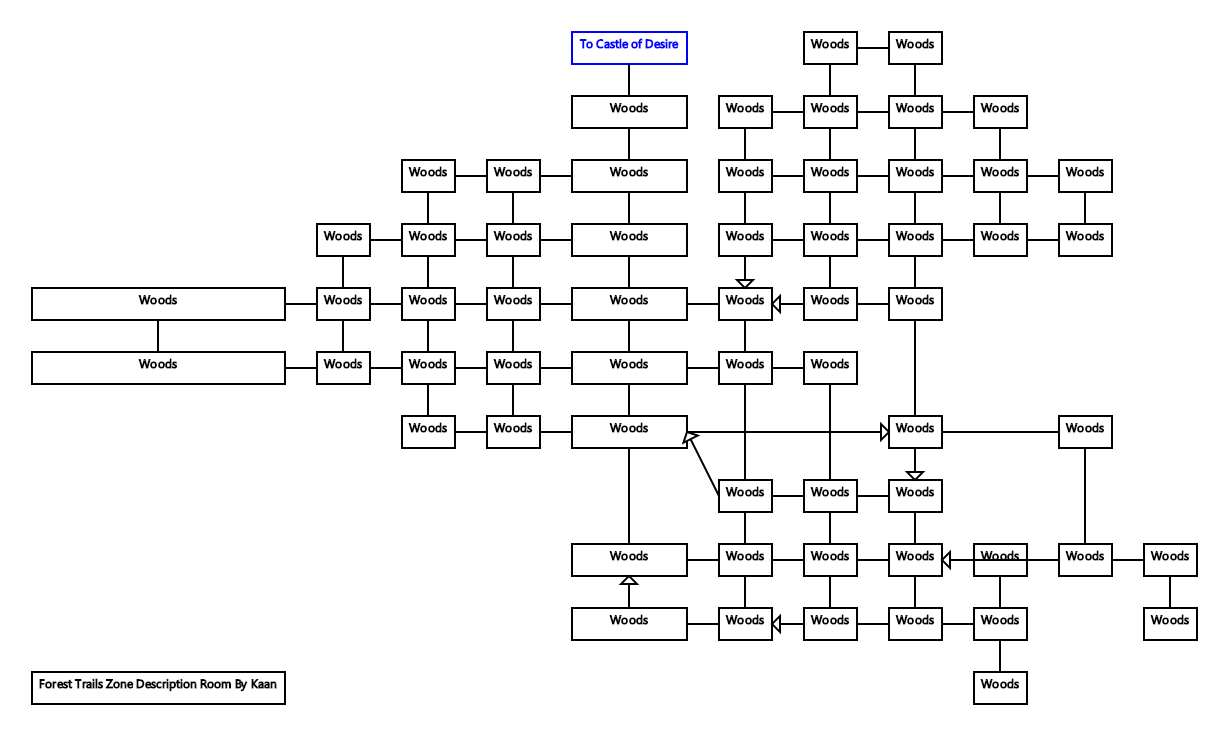 To Castle of Desire Woods Woods
Woods Woods Woods Woods Woods
Woods Woods Woods Woods Woods Woods Woods Woods
Woods Woods Woods Woods Woods Woods Woods Woods Woods
Woods Woods Woods Woods Woods Woods Woods Woods
Woods Woods Woods Woods Woods Woods Woods
Woods Woods Woods Woods Woods
Woods Woods Woods
Woods Woods Woods Woods Woods Woods Woods
Woods Woods Woods Woods Woods Woods
Forest Trails Zone Description Room By Kaan Woods